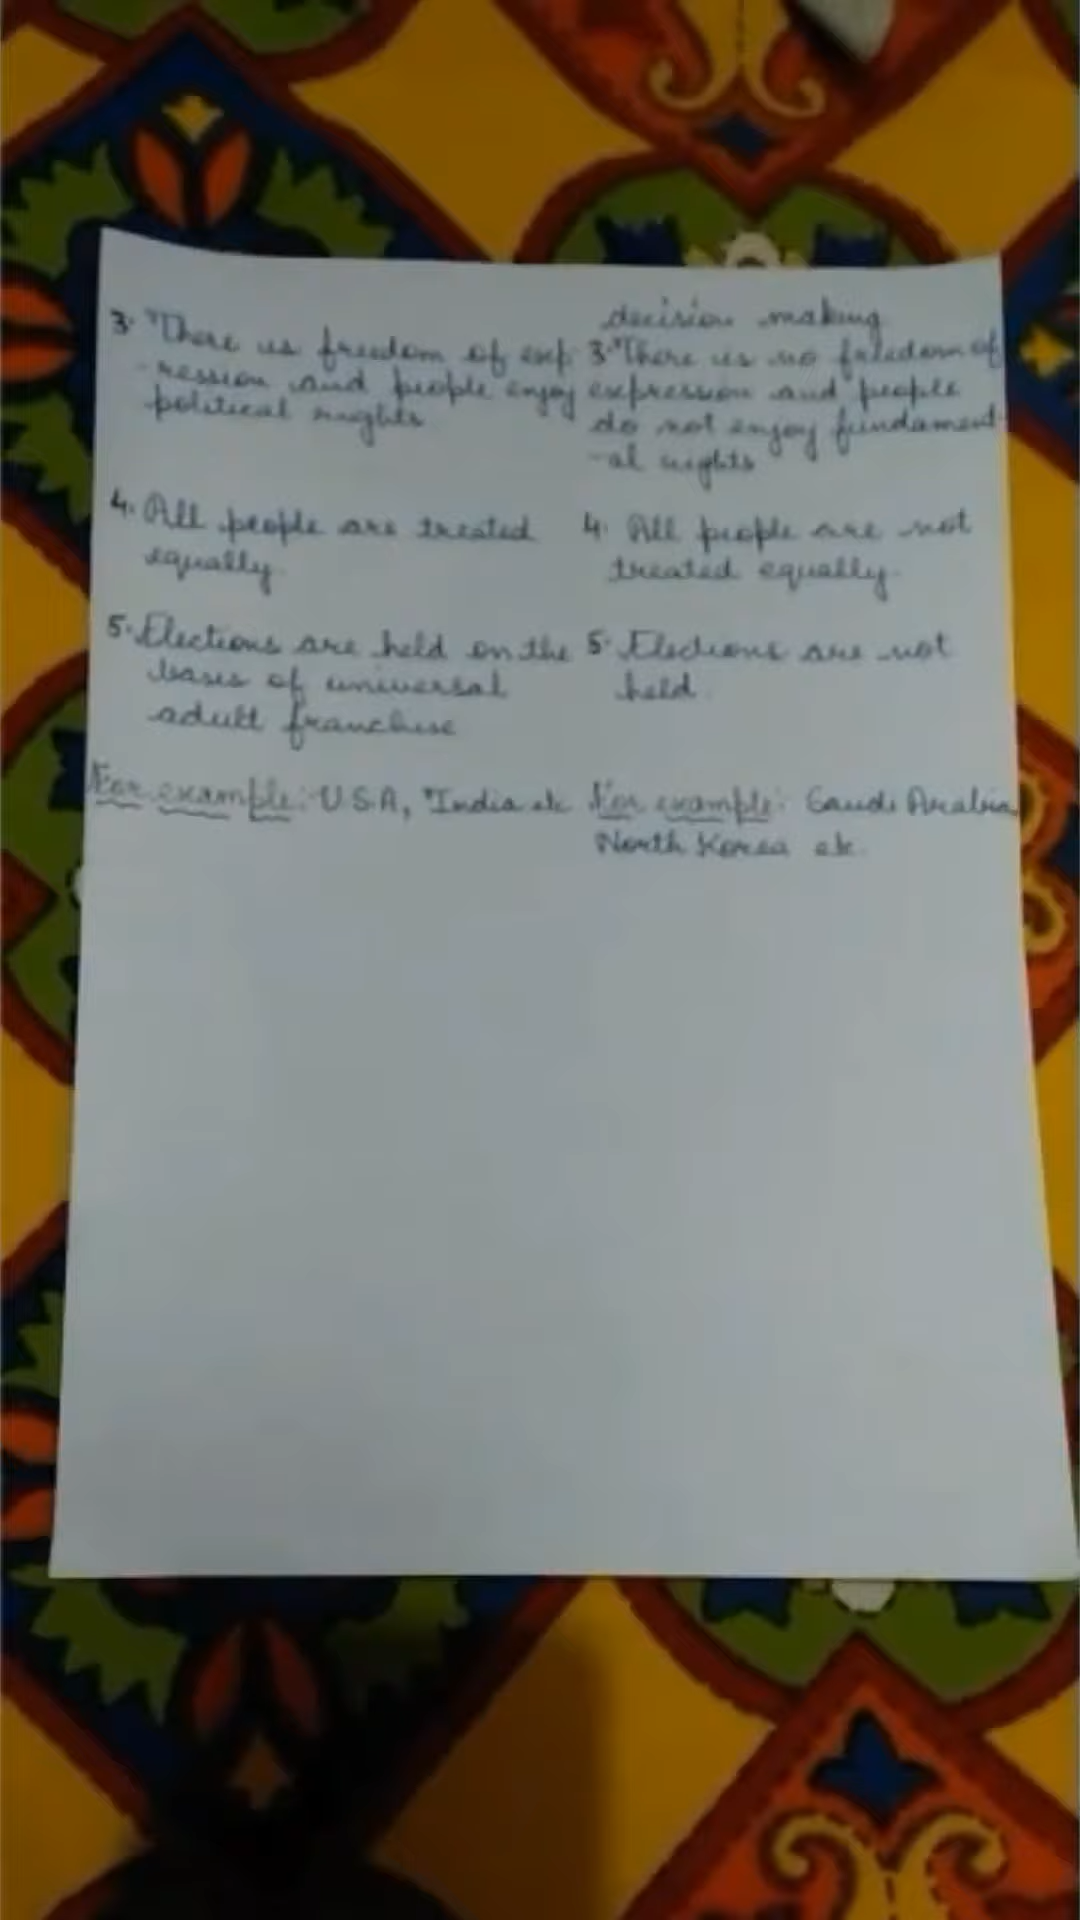 decision making
3. There is freedom of exp
-ression and people enjoy
political rights
3. There is no freedom of
expression and people
do not enjoy fundament
-al rights
4. All people are treated
equally.
4. All people are not
treated equally.
5. Elections are held on the
basis of universal
adult franchise
5. Elections are not
held.
For example: U.S.A, India etc
For example: Saudi Arabia
North Korea etc.